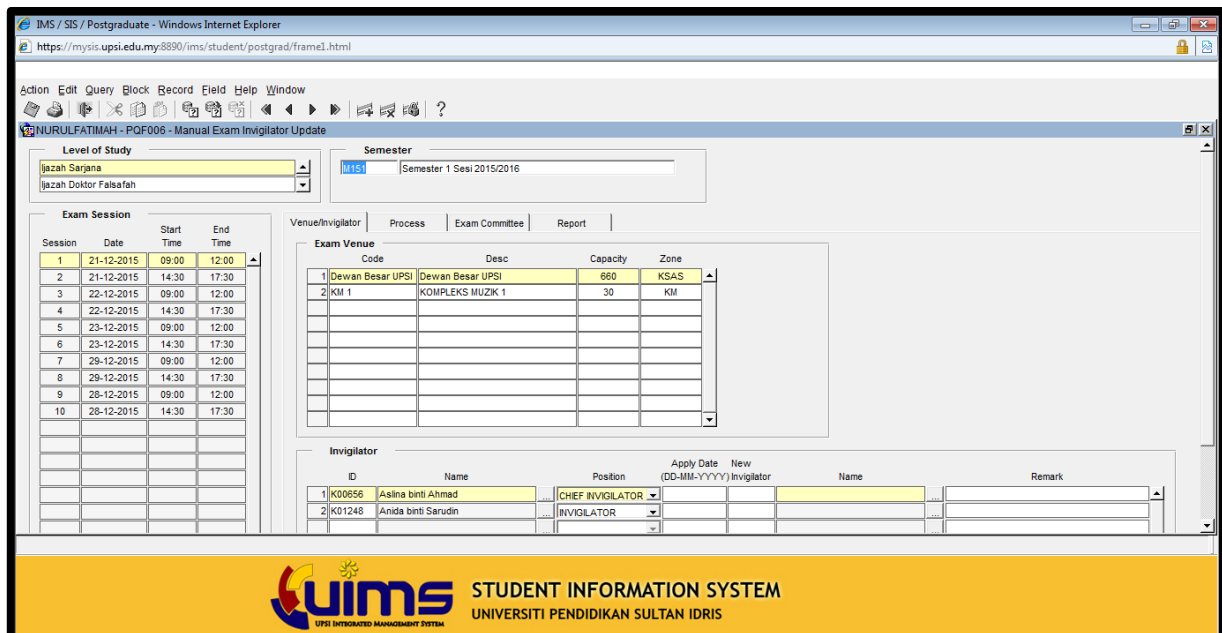 IMS / SIS / Postgraduate - Windows Internet Explorer
https://mysis.upsi.edu.my:8890/ims/student/postgrad/frame1.html
Action Edit Query Block Record Field Help Window
NURULFATIMAH - PQF006 - Manual Exam Invigilator Update
Level of Study
Ijazah Sarjana
Ijazah Doktor Falsafah
Semester
M151 Semester 1 Sesi 2015/2016
Exam Session
Session Date Start Time End Time
1 21-12-2015 09:00 12:00
2 21-12-2015 14:30 17:30
3 22-12-2015 09:00 12:00
4 22-12-2015 14:30 17:30
5 23-12-2015 09:00 12:00
6 23-12-2015 14:30 17:30
7 29-12-2015 09:00 12:00
8 29-12-2015 14:30 17:30
9 28-12-2015 09:00 12:00
10 28-12-2015 14:30 17:30
Venue/Invigilator Process Exam Committee Report
Exam Venue
Code Desc Capacity Zone
1 Dewan Besar UPSI Dewan Besar UPSI 660 KSAS
2 KM 1 KOMPLEKS MUZIK 1 30 KM
Invigilator
ID Name Position Apply Date (DD-MM-YYYY) New Invigilator Name Remark
1 K00656 Aslina binti Ahmad ... CHIEF INVIGILATOR ...
2 K01248 Anida binti Sarudin ... INVIGILATOR ...
uims
UPSI INTEGRATED MANAGEMENT SYSTEM
STUDENT INFORMATION SYSTEM
UNIVERSITI PENDIDIKAN SULTAN IDRIS